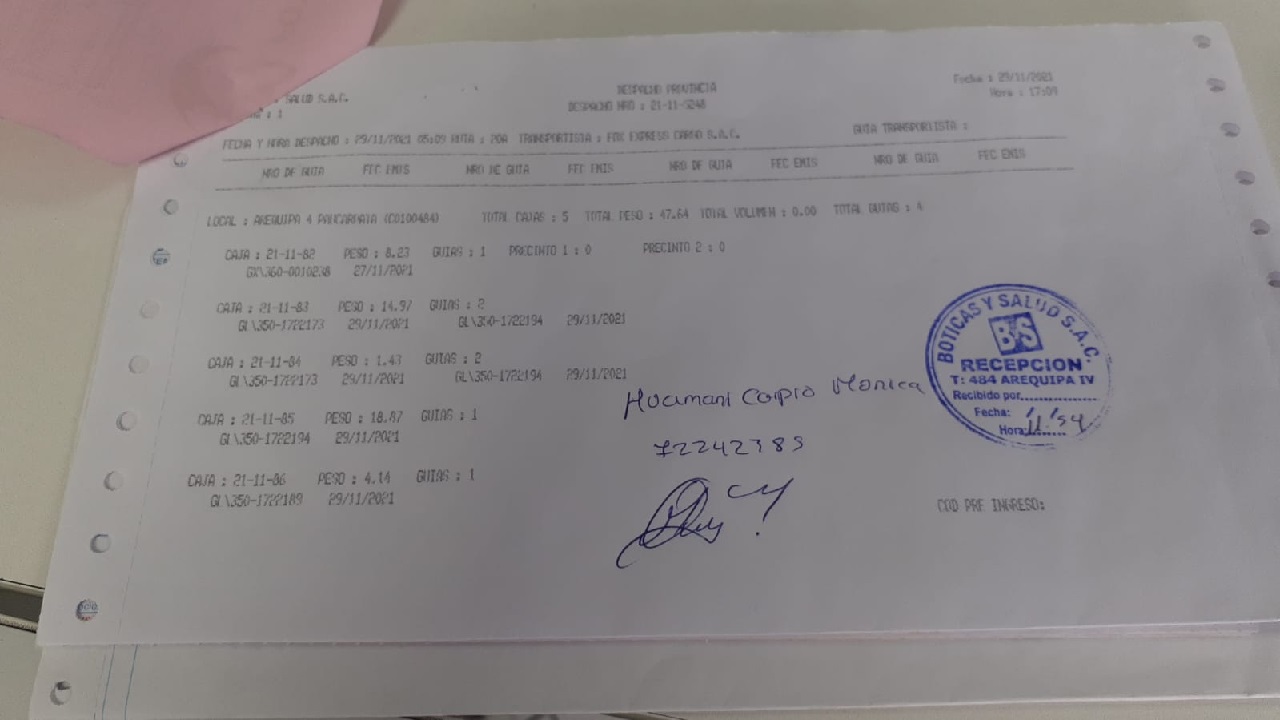 SALUD S.A.C.
: 1
DESPACHO PROVINCIA
DESPACHO NRO : 21-11-5248
Fecha : 29/11/2021
Hora : 17:09
FECHA Y HORA DESPACHO : 29/11/2021 05:09 RUTA : 20A TRANSPORTISTA : FOX EXPRESS CARGO S.A.C. GUIA TRANSPORTISTA :
NRO DE GUIA FEC EMIS NRO DE GUIA FEC EMIS NRO DE GUIA FEC EMIS NRO DE GUIA FEC EMIS
LOCAL : AREQUIPA 4 PAUCARPATA (C0100484) TOTAL CAJAS : 5 TOTAL PESO : 47.64 TOTAL VOLUMEN : 0.00 TOTAL GUIAS : 4
CAJA : 21-11-82 PESO : 8.23 GUIAS : 1 PRECINTO 1 : 0 PRECINTO 2 : 0
GX\360-0010238 27/11/2021
CAJA : 21-11-83 PESO : 14.97 GUIAS : 2
GL\350-1722173 29/11/2021 GL\350-1722194 29/11/2021
CAJA : 21-11-84 PESO : 1.43 GUIAS : 2
GL\350-1722173 29/11/2021 GL\350-1722194 29/11/2021
CAJA : 21-11-85 PESO : 18.87 GUIAS : 1
GL\350-1722194 29/11/2021
CAJA : 21-11-86 PESO : 4.14 GUIAS : 1
GL\350-1722189 29/11/2021
Huamani Carpio Monica
72242389
BOTICAS Y SALUD S.A.C.
B/S
RECEPCION
T: 484 AREQUIPA IV
Recibido por
Fecha:
Hora: 11:54
COD PRE INGRESO: